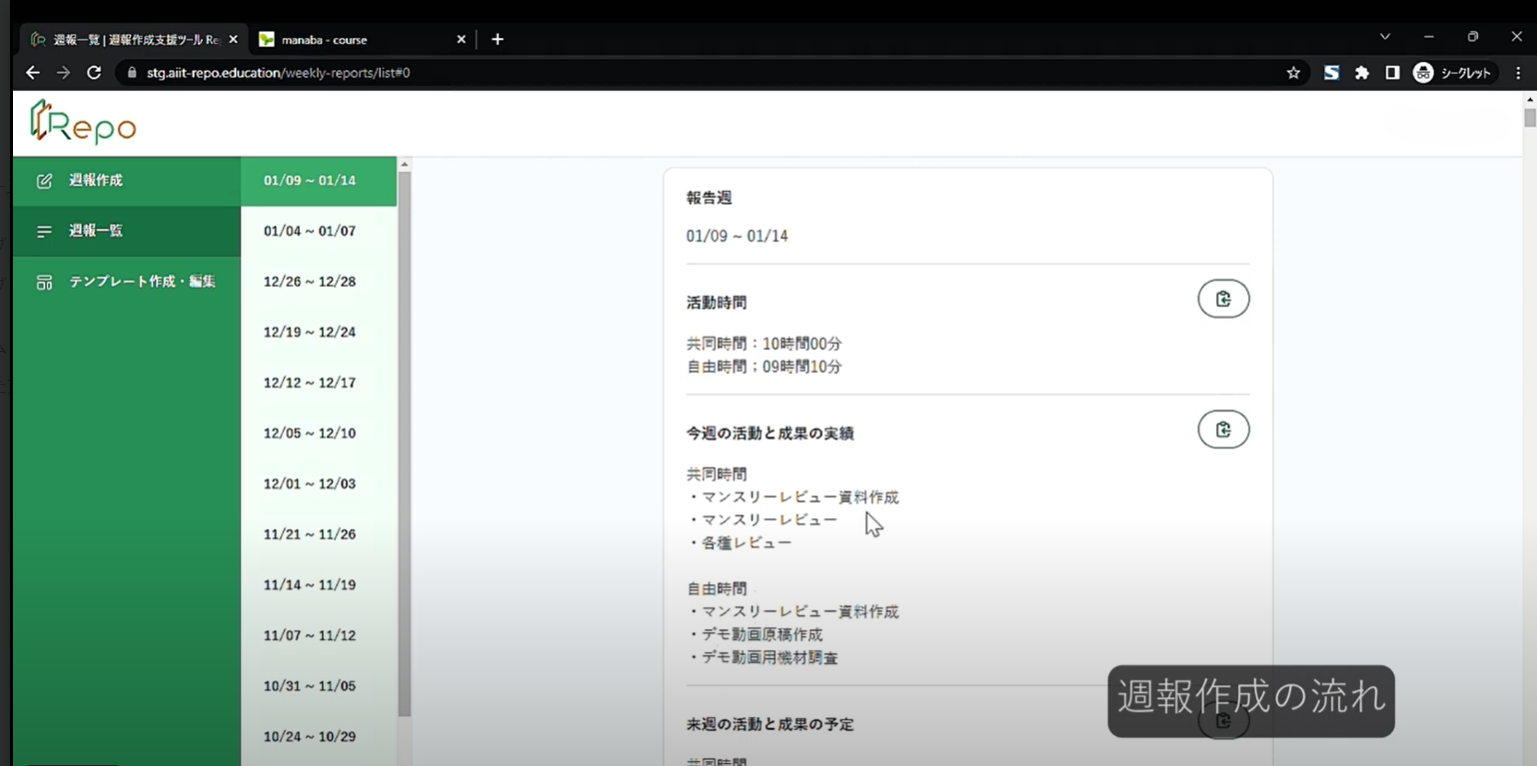 週報一覧 | 週報作成支援ツール Re
manaba - course
stg.aiit-repo.education/weekly-reports/list#0
シークレット
Repo
週報作成
週報一覧
テンプレート作成・編集
01/09 ~ 01/14
01/04 ~ 01/07
12/26 ~ 12/28
12/19 ~ 12/24
12/12 ~ 12/17
12/05 ~ 12/10
12/01 ~ 12/03
11/21 ~ 11/26
11/14 ~ 11/19
11/07 ~ 11/12
10/31 ~ 11/05
10/24 ~ 10/29
報告週
01/09 ~ 01/14
活動時間
共同時間：10時間00分
自由時間；09時間10分
今週の活動と成果の実績
共同時間
・マンスリーレビュー資料作成
・マンスリーレビュー
・各種レビュー
自由時間
・マンスリーレビュー資料作成
・デモ動画原稿作成
・デモ動画用機材調査
来週の活動と成果の予定
共同時間
週報作成の流れ